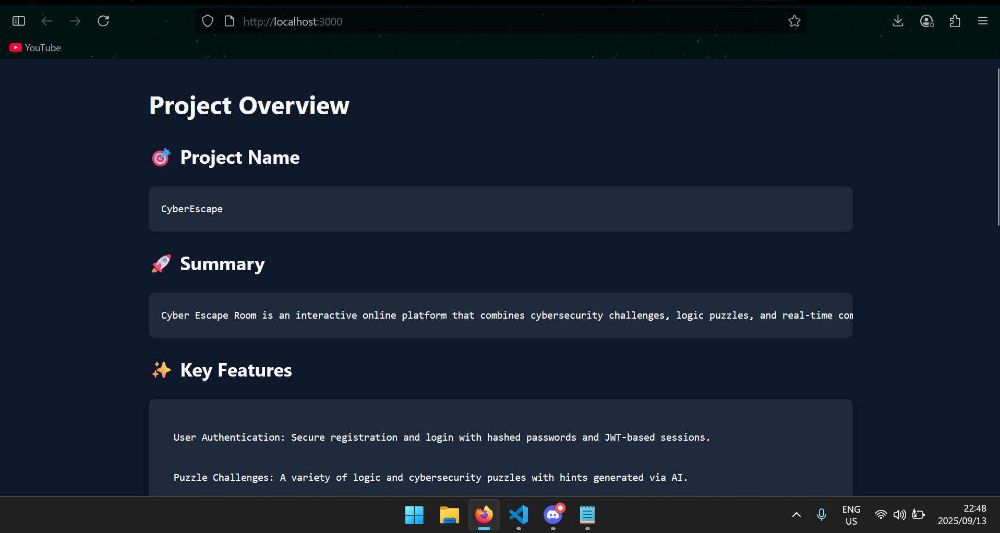 http://localhost:3000
YouTube
Project Overview
🎯 Project Name
CyberEscape
🚀 Summary
Cyber Escape Room is an interactive online platform that combines cybersecurity challenges, logic puzzles, and real-time com
✨ Key Features
User Authentication: Secure registration and login with hashed passwords and JWT-based sessions.
Puzzle Challenges: A variety of logic and cybersecurity puzzles with hints generated via AI.
ENG
US
22:48
2025/09/13